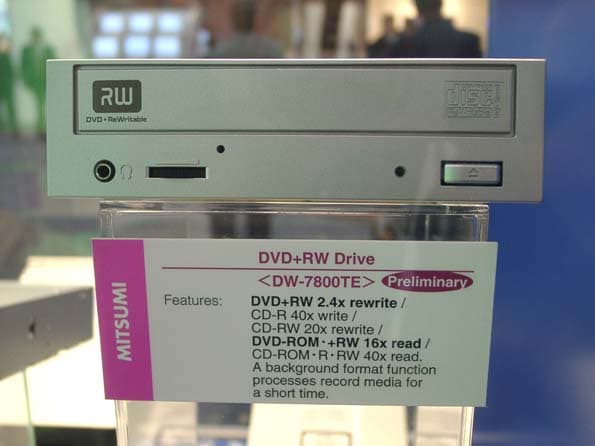 RW
DVD+ReWritable
disc
DVD+RW Drive
<DW-7800TE> Preliminary
MITSUMI
Features: DVD+RW 2.4x rewrite /
CD-R 40x write /
CD-RW 20x rewrite /
DVD-ROM・+RW 16x read /
CD-ROM・R・RW 40x read.
A background format function
processes record media for
a short time.